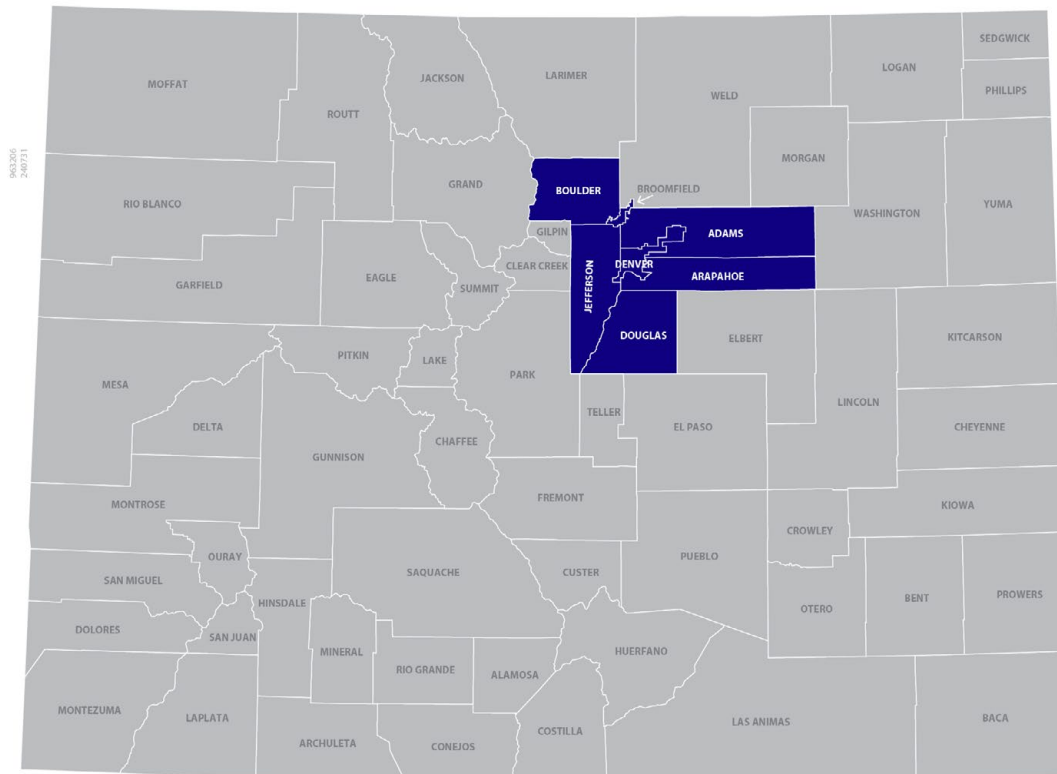 SEDGWICK
LOGAN
JACKSON
LARIMER
MOFFAT
PHILLIPS
WELD
ROUTT
MORGAN
963206
240731
GRAND
BOULDER
BROOMFIELD
RIO BLANCO
YUMA
WASHINGTON
GILPIN
ADAMS
CLEAR CREEK
DENVER
EAGLE
ARAPAHOE
GARFIELD
SUMMIT
JEFFERSON
DOUGLAS
ELBERT
KITCARSON
PITKIN
LAKE
PARK
MESA
LINCOLN
TELLER
DELTA
EL PASO
CHEYENNE
CHAFFEE
GUNNISON
FREMONT
MONTROSE
KIOWA
CROWLEY
OURAY
PUEBLO
SAQUACHE
CUSTER
SAN MIGUEL
PROWERS
BENT
HINSDALE
OTERO
DOLORES
SAN JUAN
MINERAL
HUERFANO
RIO GRANDE
ALAMOSA
MONTEZUMA
LAPLATA
LAS ANIMAS
BACA
COSTILLA
ARCHULETA
CONEJOS